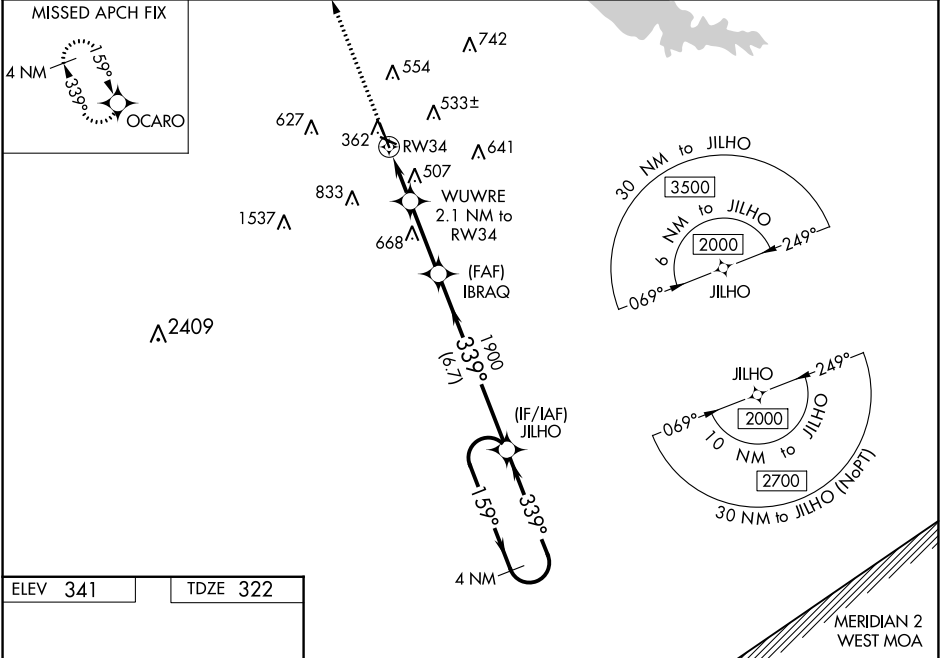 MISSED APCH FIX
4 NM
159°
339°
OCARO
742
554
533±
627
362
RW34
641
507
833
WUWRE
2.1 NM to
RW34
1537
668
(FAF)
IBRAQ
2409
339°
1900
(6.7)
(IF/IAF)
JILHO
159°
339°
4 NM
30 NM to JILHO
3500
6 NM to JILHO
2000
249°
069°
JILHO
JILHO
249°
069°
2000
10 NM to JILHO
2700
30 NM to JILHO (NoPT)
MERIDIAN 2
WEST MOA
ELEV 341
TDZE 322